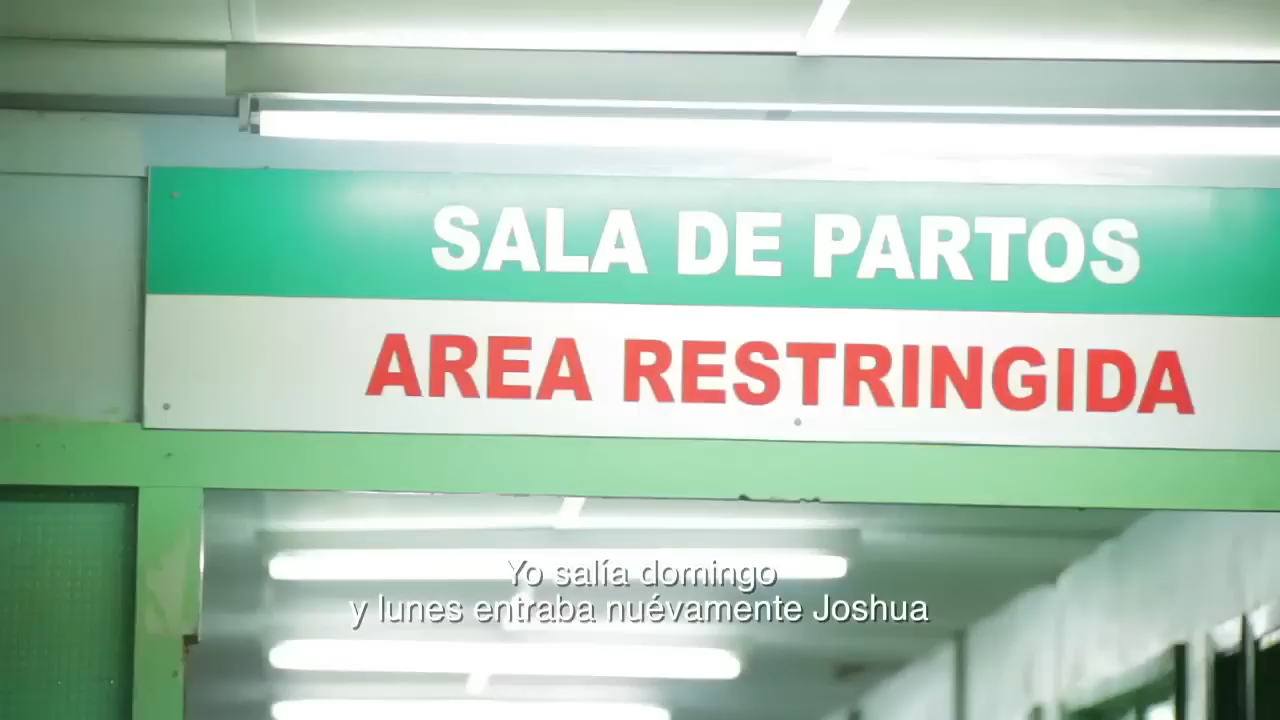 SALA DE PARTOS
AREA RESTRINGIDA
Yo salía domingo
y lunes entraba nuévamente Joshua